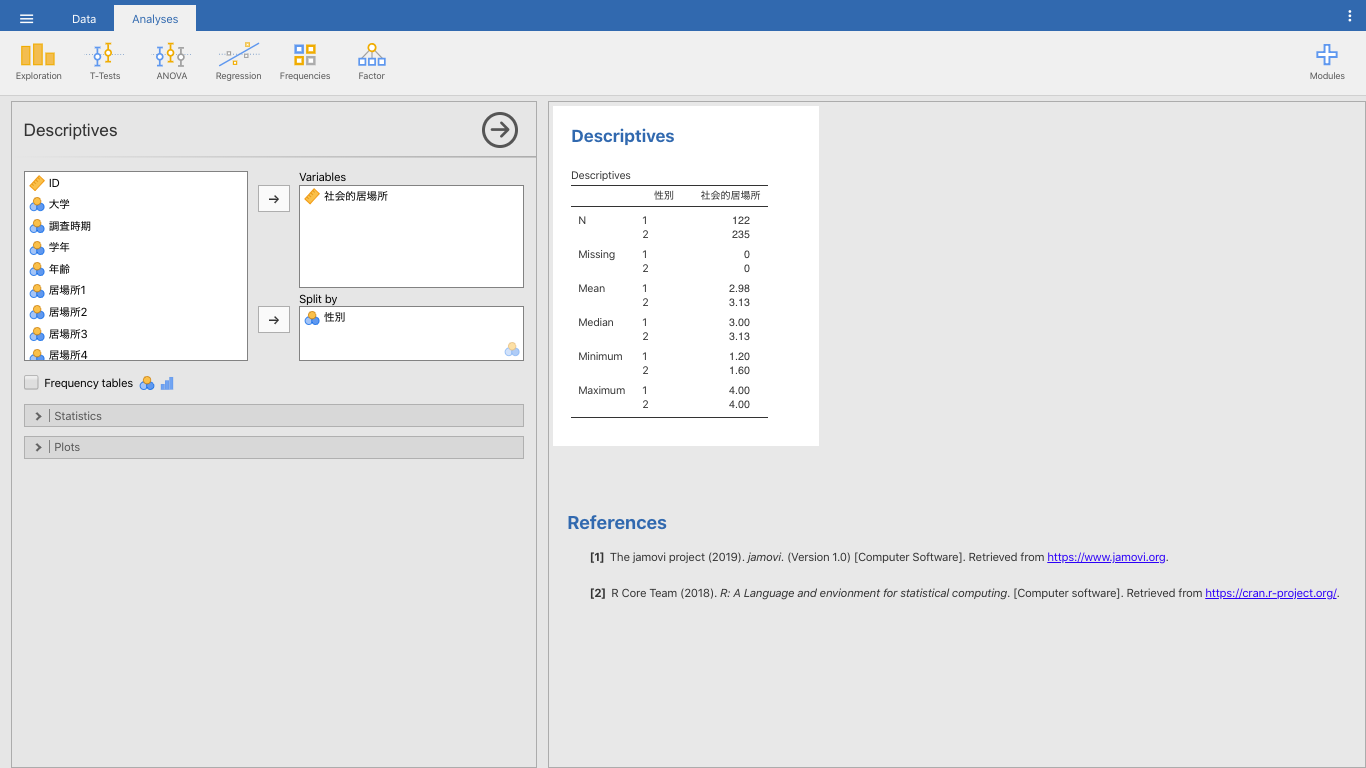 Data Analyses
Exploration T-Tests ANOVA Regression Frequencies Factor Modules
Descriptives
ID
大学
調査時期
学年
年齢
居場所1
居場所2
居場所3
居場所4
Variables
社会的居場所
Split by
性別
Frequency tables
Statistics
Plots
Descriptives
Descriptives
性別 社会的居場所
N 1 122
2 235
Missing 1 0
2 0
Mean 1 2.98
2 3.13
Median 1 3.00
2 3.13
Minimum 1 1.20
2 1.60
Maximum 1 4.00
2 4.00
References
[1] The jamovi project (2019). jamovi. (Version 1.0) [Computer Software]. Retrieved from https://www.jamovi.org.
[2] R Core Team (2018). R: A Language and envionment for statistical computing. [Computer software]. Retrieved from https://cran.r-project.org/.